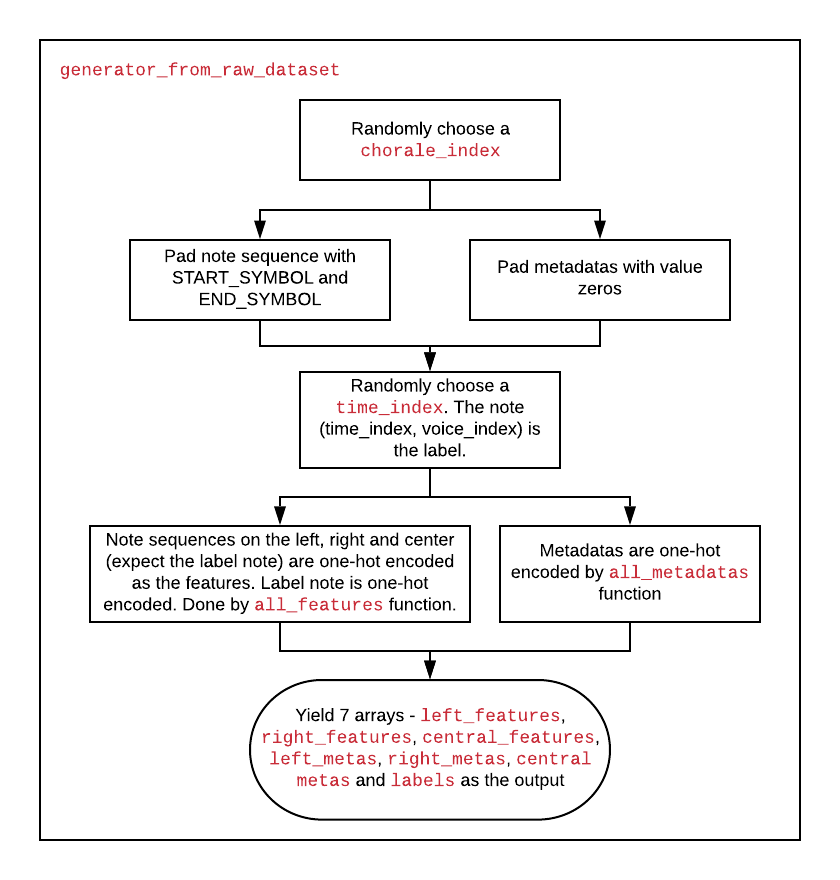 generator_from_raw_dataset
Randomly choose a
chorale_index
Pad note sequence with
START_SYMBOL and
END_SYMBOL
Pad metadatas with value
zeros
Randomly choose a
time_index. The note
(time_index, voice_index) is
the label.
Note sequences on the left, right and center
(expect the label note) are one-hot encoded
as the features. Label note is one-hot
encoded. Done by all_features function.
Metadatas are one-hot
encoded by all_metadatas
function
Yield 7 arrays - left_features,
right_features, central_features,
left_metas, right_metas, central
metas and labels as the output